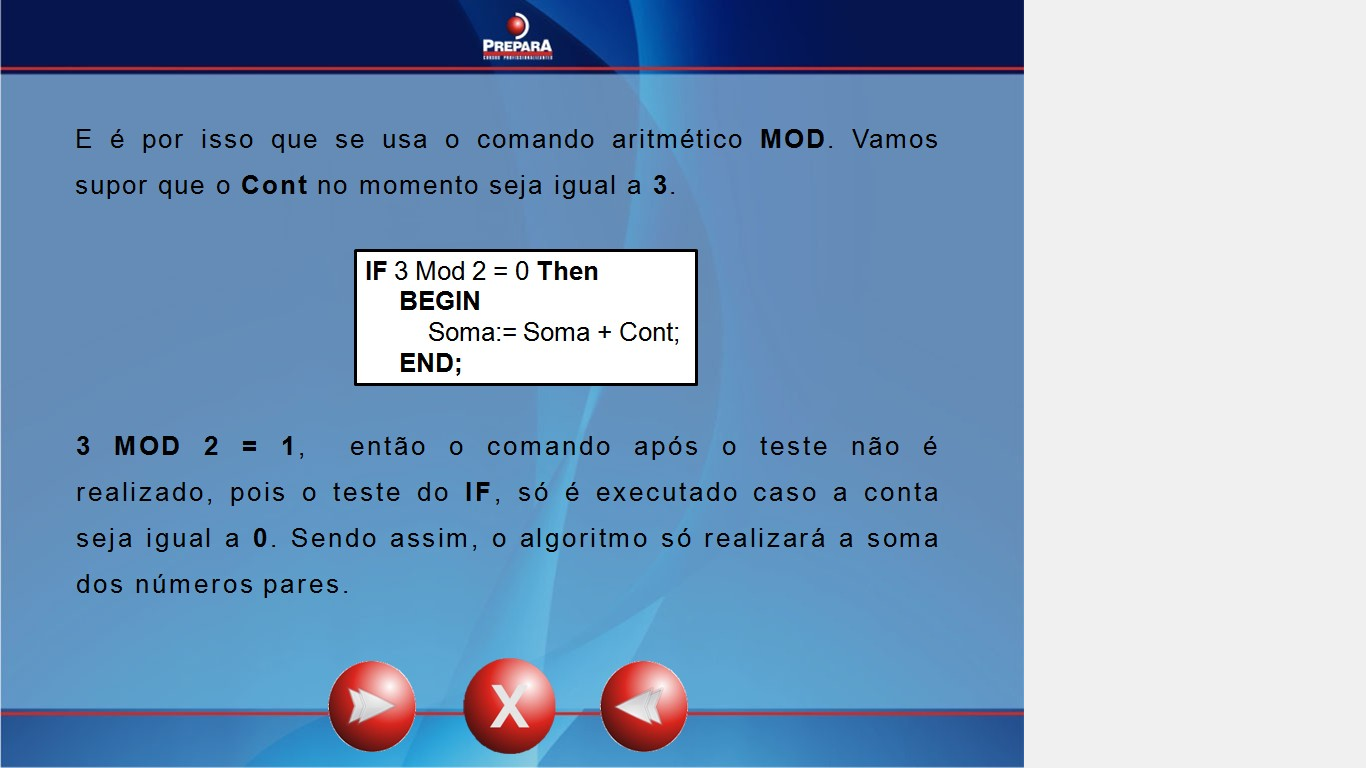 PREPARA
CURSOS PROFISSIONALIZANTES
E é por isso que se usa o comando aritmético MOD. Vamos
supor que o Cont no momento seja igual a 3.
IF 3 Mod 2 = 0 Then
BEGIN
Soma:= Soma + Cont;
END;
3 MOD 2 = 1, então o comando após o teste não é
realizado, pois o teste do IF, só é executado caso a conta
seja igual a 0. Sendo assim, o algoritmo só realizará a soma
dos números pares.
X